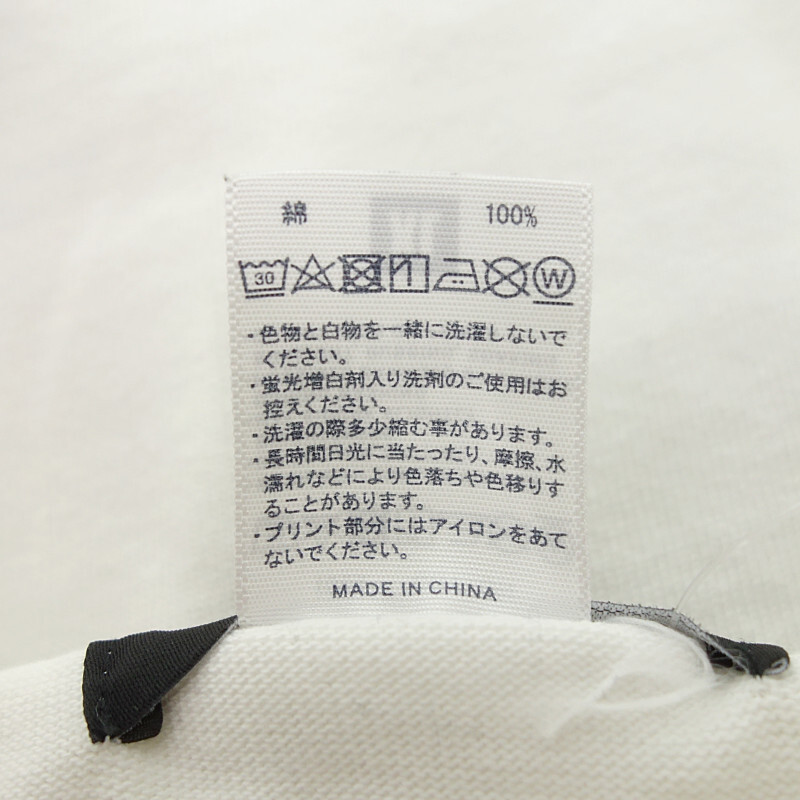 綿 100%
30 W
・色物と白物を一緒に洗濯しないで
ください。
・蛍光増白剤入り洗剤のご使用はお
控えください。
・洗濯の際多少縮む事があります。
・長時間日光に当たったり、摩擦、水
濡れなどにより色落ちや色移りす
ることがあります。
・プリント部分にはアイロンをあて
ないでください。
MADE IN CHINA